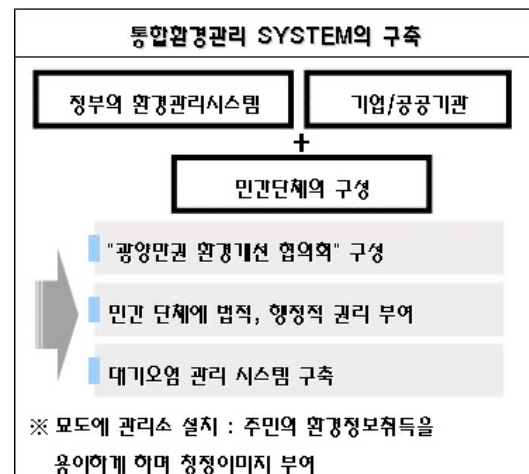 통합환경관리 SYSTEM의 구축
정부의 환경관리시스템
기업/공공기관
+
민간단체의 구성
"광양만권 환경개선 협의회" 구성
민간 단체에 법적, 행정적 권리 부여
대기오염 관리 시스템 구축
※ 묘도에 관리소 설치 : 주민의 환경정보취득을
용이하게 하며 청정이미지 부여